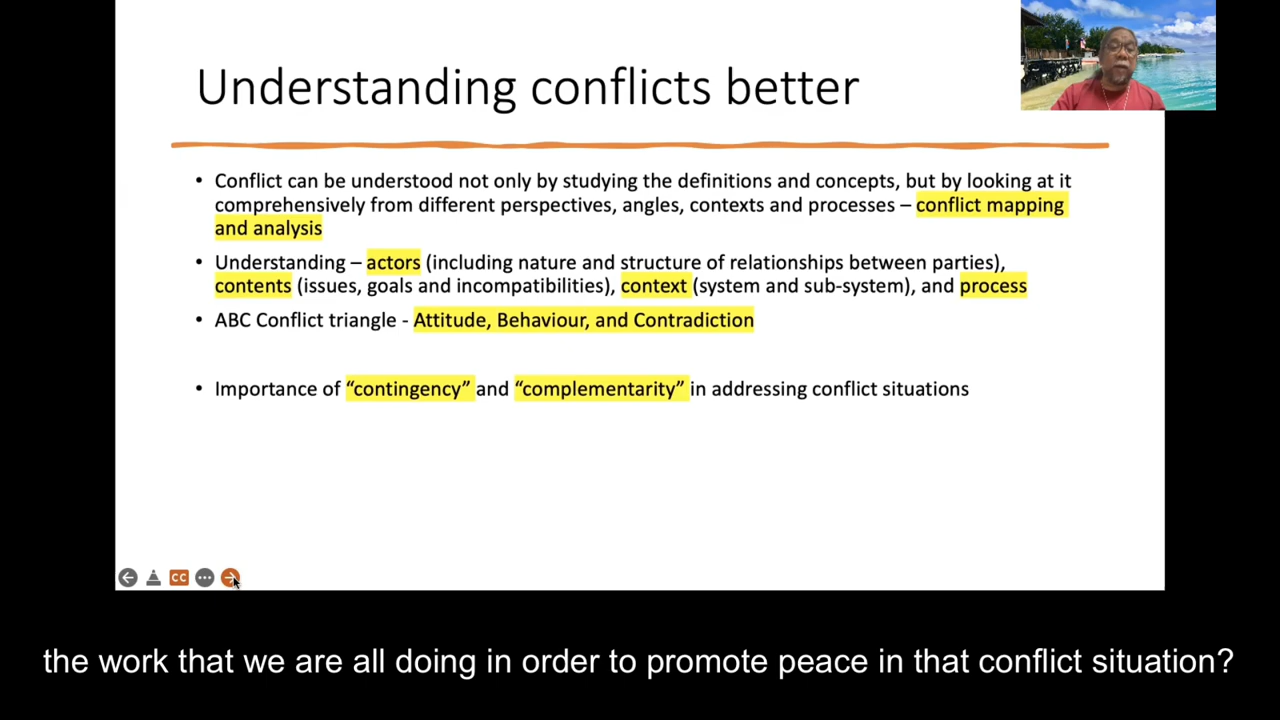 Understanding conflicts better
• Conflict can be understood not only by studying the definitions and concepts, but by looking at it
comprehensively from different perspectives, angles, contexts and processes – conflict mapping
and analysis
• Understanding – actors (including nature and structure of relationships between parties),
contents (issues, goals and incompatibilities), context (system and sub-system), and process
• ABC Conflict triangle - Attitude, Behaviour, and Contradiction
• Importance of “contingency” and “complementarity” in addressing conflict situations
CC
the work that we are all doing in order to promote peace in that conflict situation?